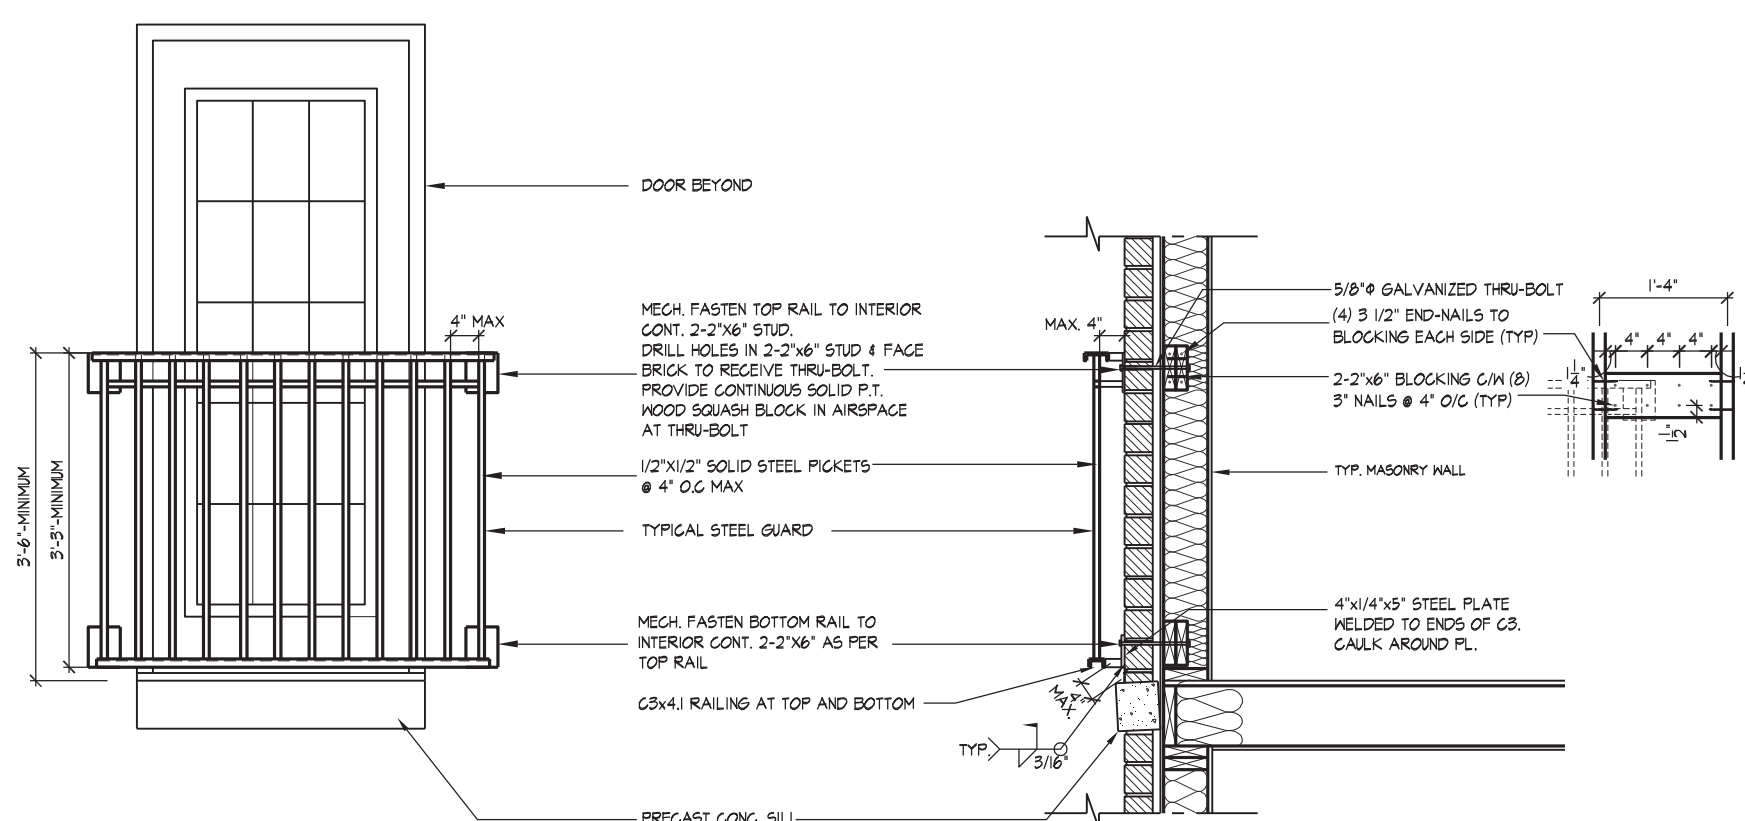 DOOR BEYOND
4" MAX
MECH. FASTEN TOP RAIL TO INTERIOR
CONT. 2-2"X6" STUD.
DRILL HOLES IN 2-2"x6" STUD & FACE
BRICK TO RECEIVE THRU-BOLT.
PROVIDE CONTINUOUS SOLID P.T.
WOOD SQUASH BLOCK IN AIRSPACE
AT THRU-BOLT
1/2"X1/2" SOLID STEEL PICKETS
@ 4" O.C MAX
TYPICAL STEEL GUARD
MECH. FASTEN BOTTOM RAIL TO
INTERIOR CONT. 2-2"X6" AS PER
TOP RAIL
C3x4.1 RAILING AT TOP AND BOTTOM
PRECAST CONC. SILL
3'-6"-MINIMUM
3'-3"-MINIMUM
MAX. 4"
4"
MAX.
TYP.
3/16"
5/8"Φ GALVANIZED THRU-BOLT
(4) 3 1/2" END-NAILS TO
BLOCKING EACH SIDE (TYP)
2-2"x6" BLOCKING C/W (8)
3" NAILS @ 4" O/C (TYP)
TYP. MASONRY WALL
4"x1/4"x5" STEEL PLATE
WELDED TO ENDS OF C3.
CAULK AROUND PL.
1'-4"
4" 4" 4"
1 1/4"
1 1/2"